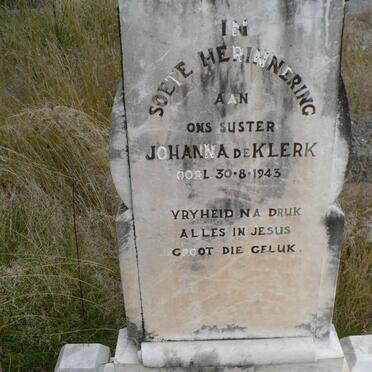 IN
SOETE HERINNERING
AAN
ONS SUSTER
JOHANNA DE KLERK
OORL 30·8·1943
VRYHEID NA DRUK
ALLES IN JESUS
GROOT DIE GELUK.